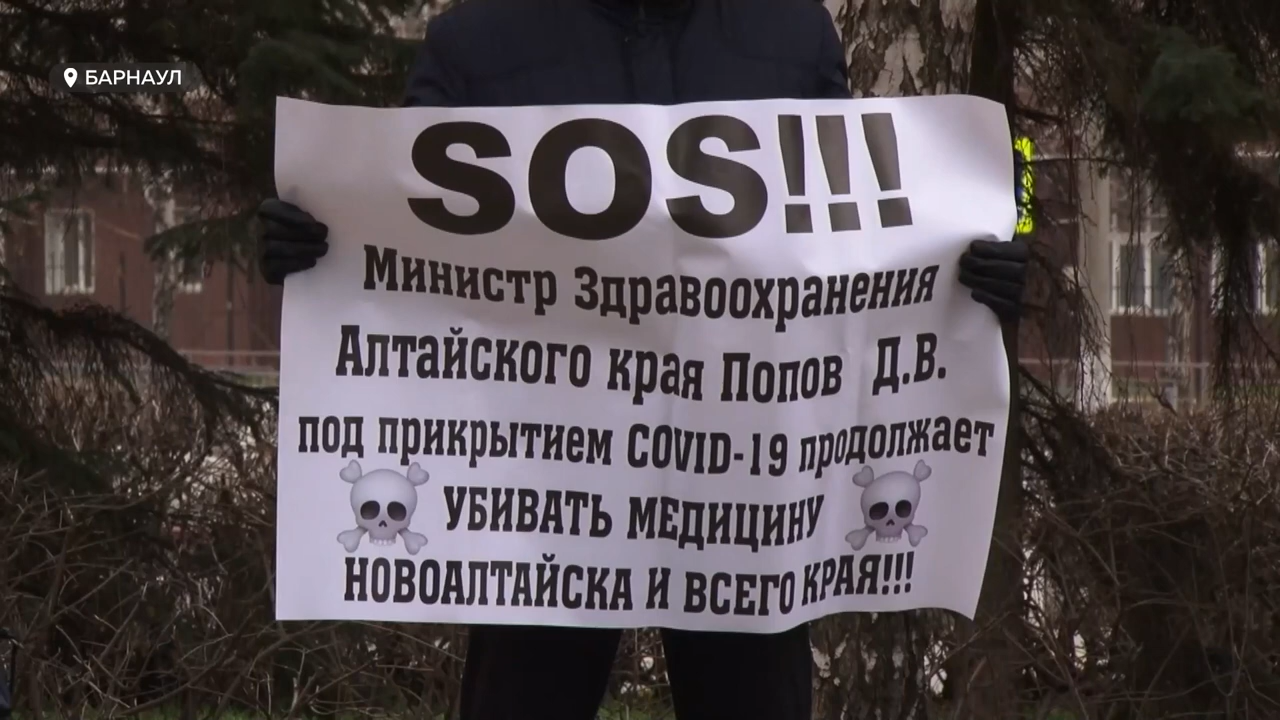 БАРНАУЛ
SOS!!!
Министр Здравоохранения
Алтайского края Попов Д.В.
под прикрытием COVID-19 продолжает
УБИВАТЬ МЕДИЦИНУ
НОВОАЛТАЙСКА И ВСЕГО КРАЯ!!!